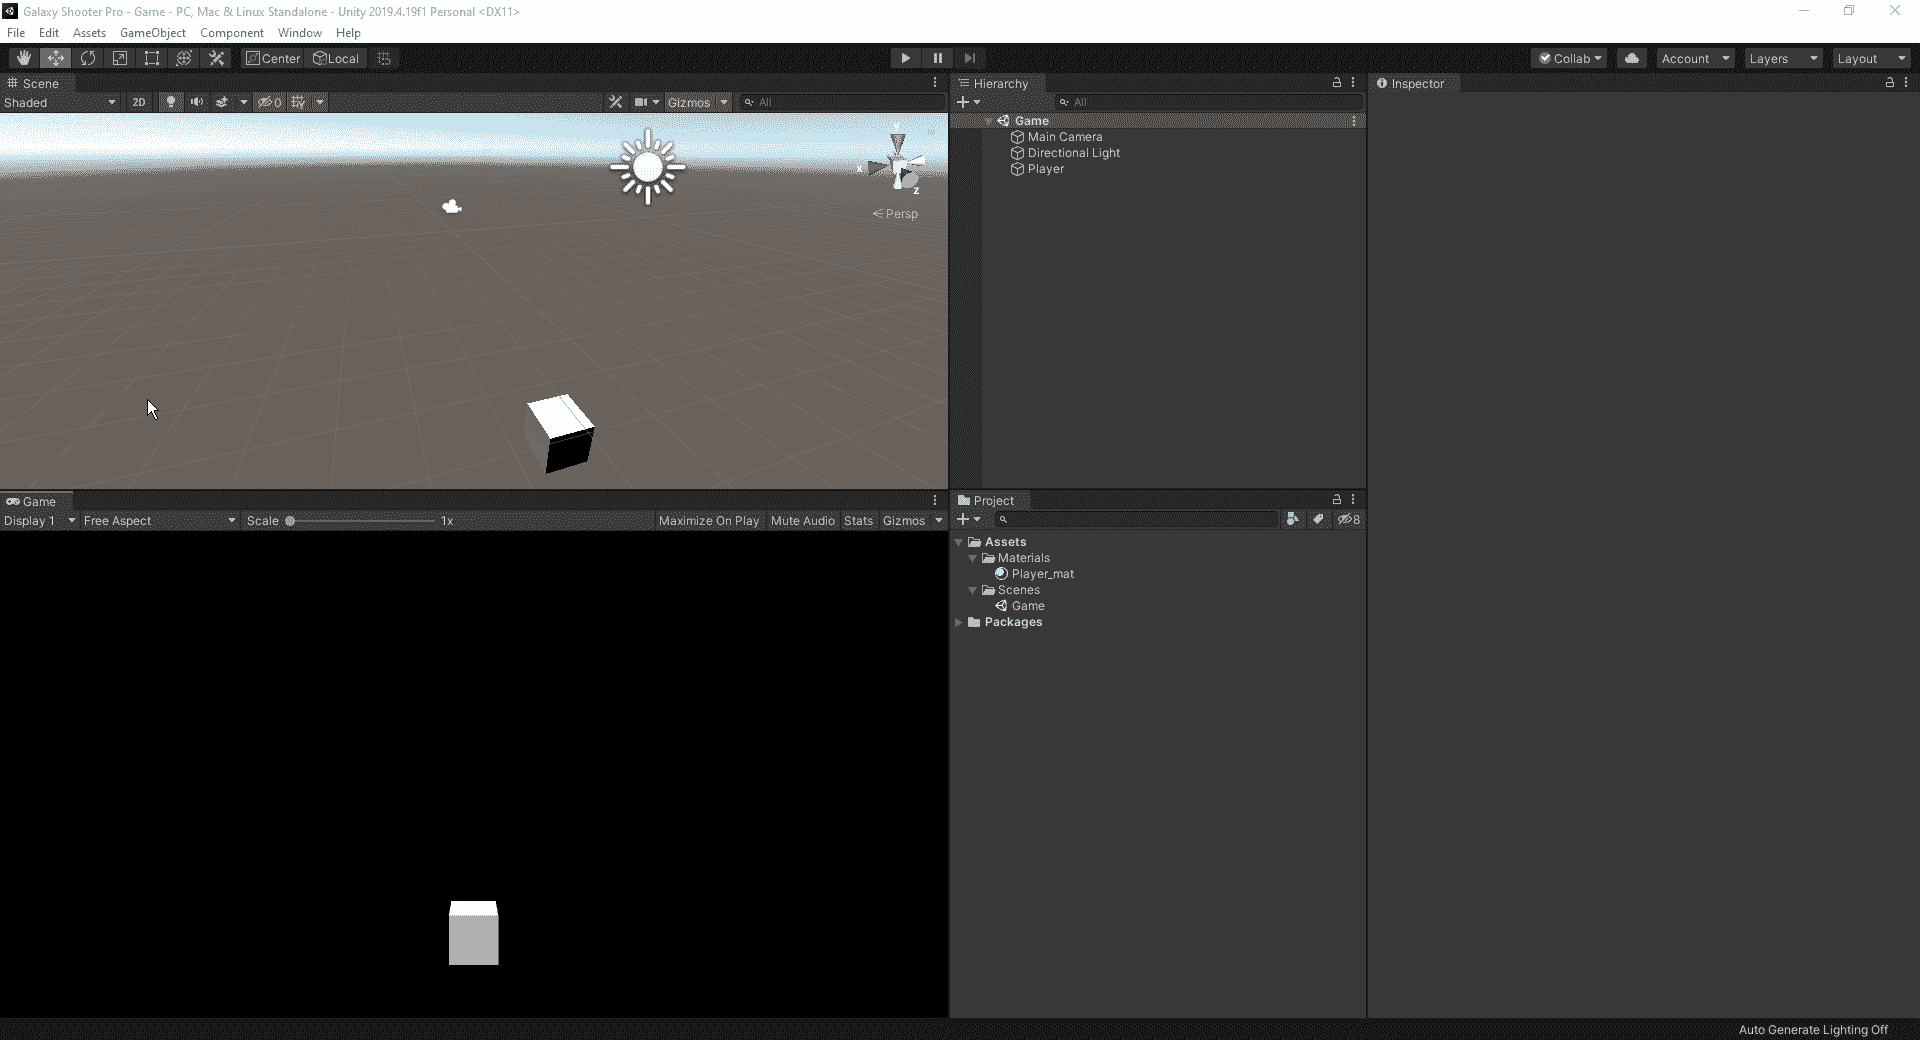 Galaxy Shooter Pro - Game - PC, Mac & Linux Standalone - Unity 2019.4.19f1 Personal <DX11>
File Edit Assets GameObject Component Window Help
Center Local Collab Account Layers Layout
Scene
Shaded 2D 0 Gizmos All
y
x
z
Persp
Hierarchy
All
Game
Main Camera
Directional Light
Player
Inspector
Game
Display 1 Free Aspect Scale 1x Maximize On Play Mute Audio Stats Gizmos
Project
8
Assets
Materials
Player_mat
Scenes
Game
Packages
Auto Generate Lighting Off